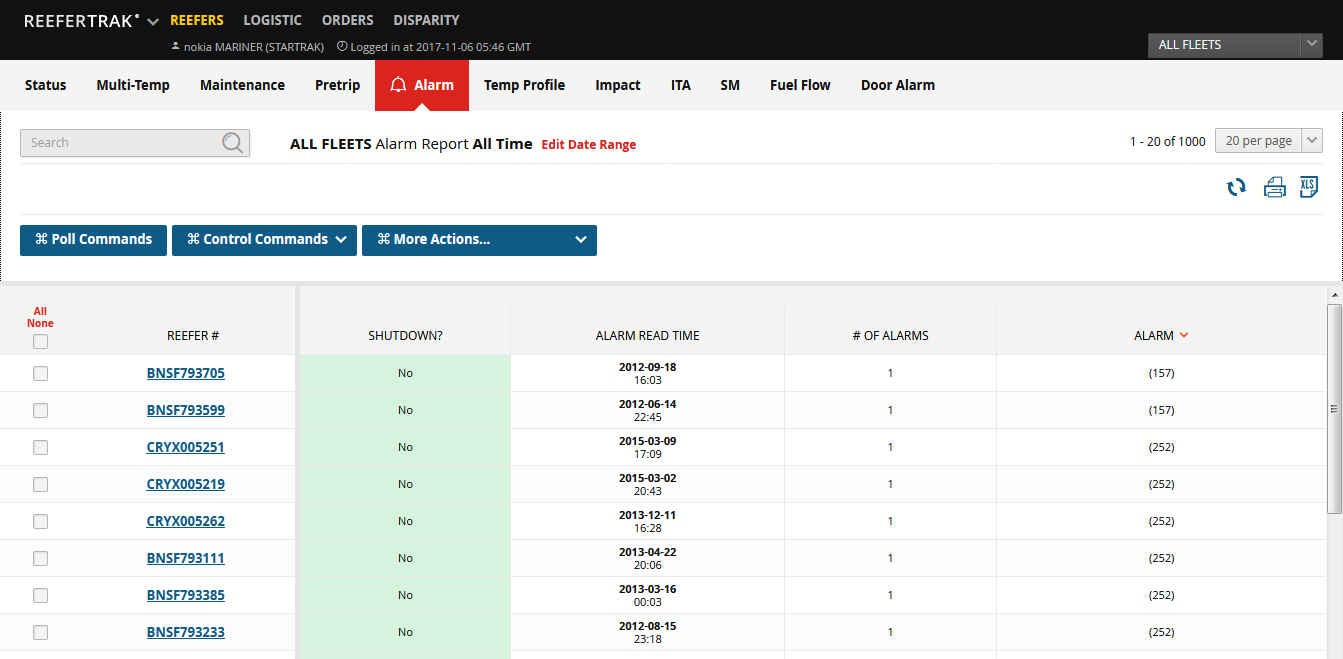 REEFERTRAK REEFERS LOGISTIC ORDERS DISPARITY
nokia MARINER (STARTRAK) Logged in at 2017-11-06 05:46 GMT
ALL FLEETS
Status Multi-Temp Maintenance Pretrip Alarm Temp Profile Impact ITA SM Fuel Flow Door Alarm
Search ALL FLEETS Alarm Report All Time Edit Date Range 1 - 20 of 1000 20 per page
XLS
⌘ Poll Commands ⌘ Control Commands ⌘ More Actions...
All
None
REEFER # SHUTDOWN? ALARM READ TIME # OF ALARMS ALARM
BNSF793705 No 2012-09-18 16:03 1 (157)
BNSF793599 No 2012-06-14 22:45 1 (157)
CRYX005251 No 2015-03-09 17:09 1 (252)
CRYX005219 No 2015-03-02 20:43 1 (252)
CRYX005262 No 2013-12-11 16:28 1 (252)
BNSF793111 No 2013-04-22 20:06 1 (252)
BNSF793385 No 2013-03-16 00:03 1 (252)
BNSF793233 No 2012-08-15 23:18 1 (252)